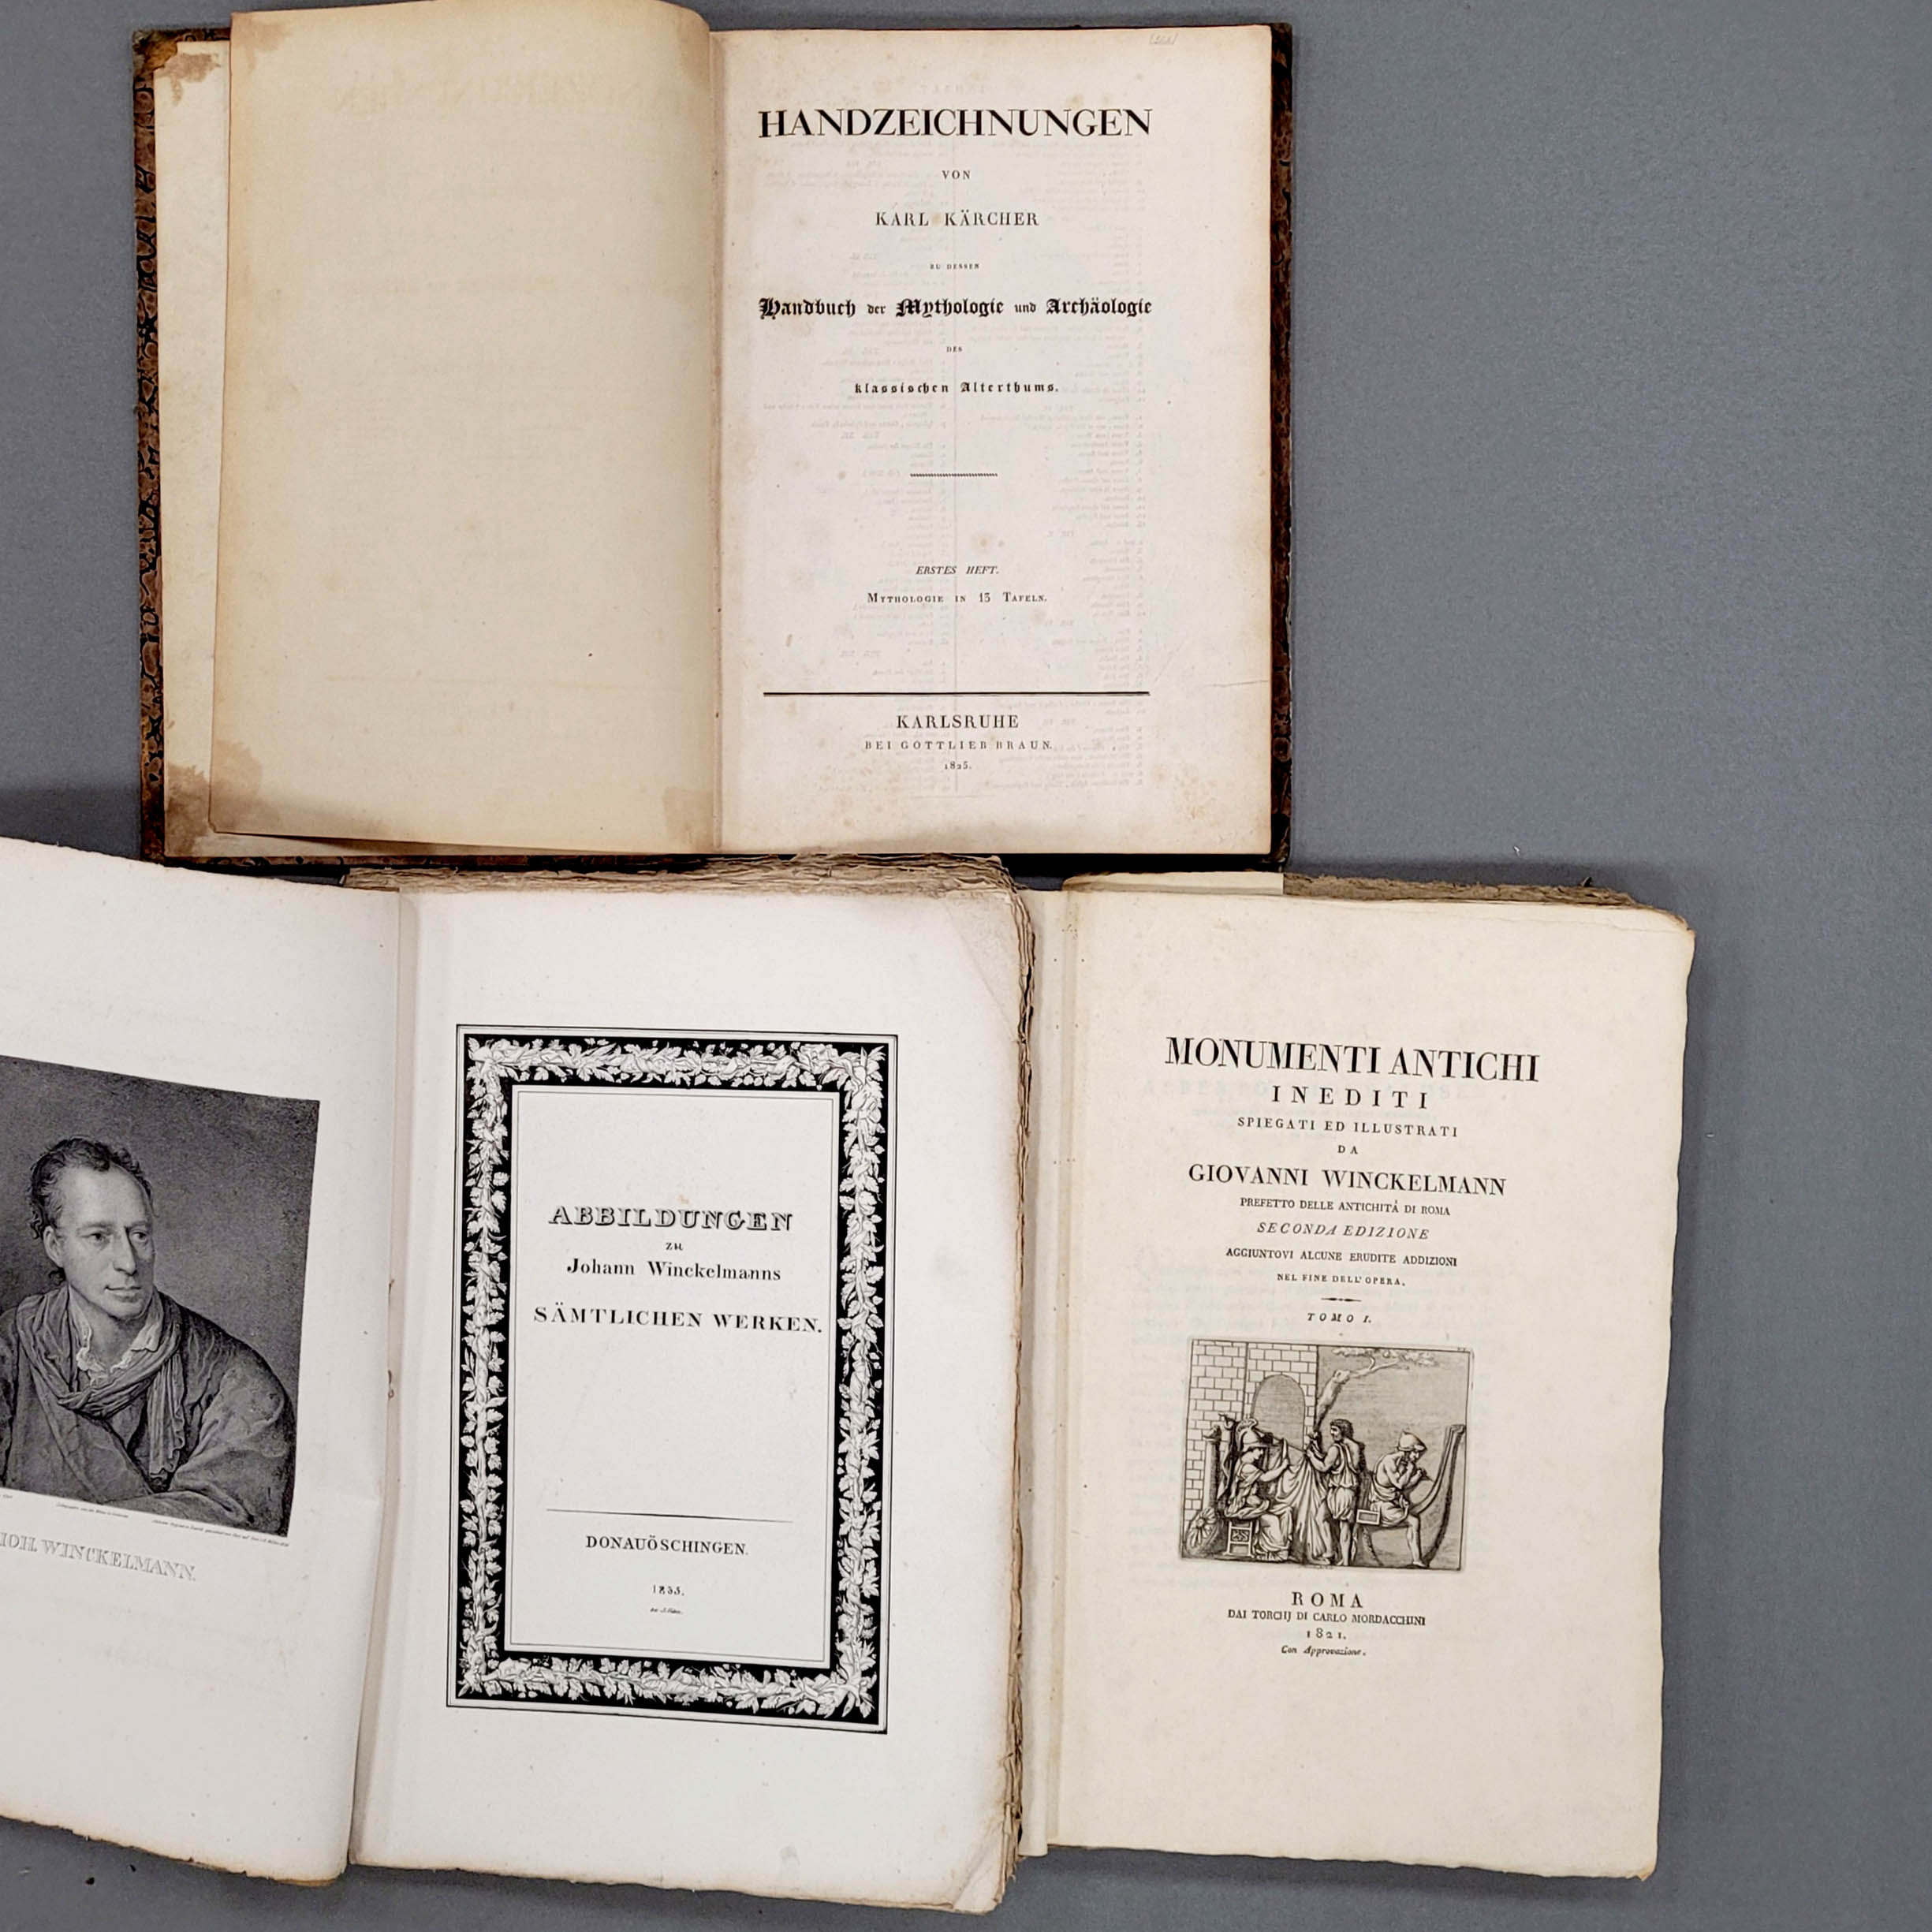 HANDZEICHNUNGEN
VON
KARL KÄRCHER
ZU DESSEN
Handbuch der Mythologie und Archäologie
DES
klassischen Alterthums.
ERSTES HEFT.
MYTHOLOGIE IN 13 TAFELN.
KARLSRUHE
BEI GOTTLIEB BRAUN.
1825.
JOH. WINCKELMANN.
ABBILDUNGEN
ZU
Johann Winckelmanns
SÄMTLICHEN WERKEN.
DONAUÖSCHINGEN.
1835.
MONUMENTI ANTICHI
INEDITI
SPIEGATI ED ILLUSTRATI
DA
GIOVANNI WINCKELMANN
PREFETTO DELLE ANTICHITÀ DI ROMA
SECONDA EDIZIONE
AGGIUNTOVI ALCUNE ERUDITE ADDIZIONI
NEL FINE DELL' OPERA.
TOMO I.
ROMA
DAI TORCHJ DI CARLO MORDACCHINI
1821.
Con Approvazione.